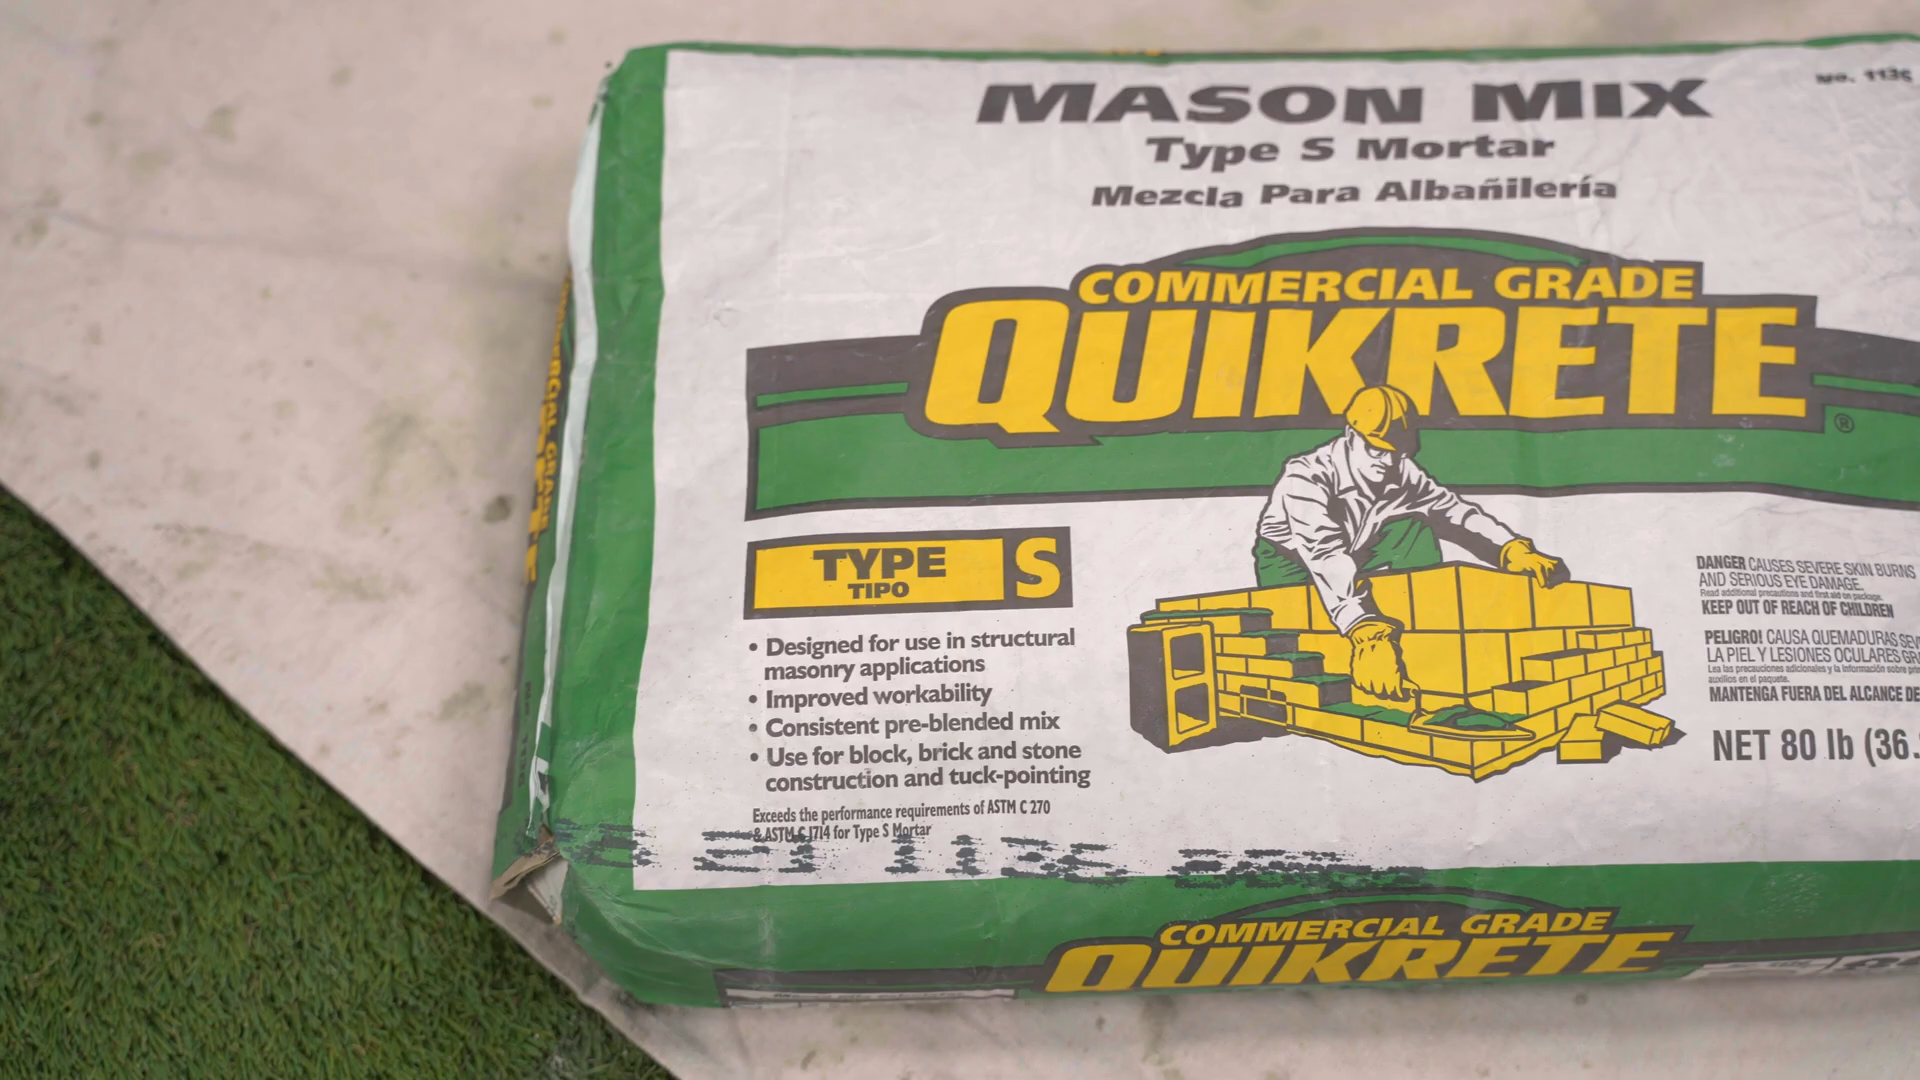 MASON MIX
No. 1136
Type S Mortar
Mezcla Para Albañilería
COMMERCIAL GRADE
QUIKRETE
®
TYPE S
TIPO
• Designed for use in structural
masonry applications
• Improved workability
• Consistent pre-blended mix
• Use for block, brick and stone
construction and tuck-pointing
Exceeds the performance requirements of ASTM C 270
& ASTM C 1714 for Type S Mortar
DANGER CAUSES SEVERE SKIN BURNS
AND SERIOUS EYE DAMAGE.
Read additional precautions and first aid on package.
KEEP OUT OF REACH OF CHILDREN
PELIGRO! CAUSA QUEMADURAS SEV
LA PIEL Y LESIONES OCULARES GR
Lea las precauciones adicionales y la información sobre pri
auxilios en el paquete.
MANTENGA FUERA DEL ALCANCE DE
NET 80 lb (36.
COMMERCIAL GRADE
QUIKRETE
COMMERCIAL GRADE